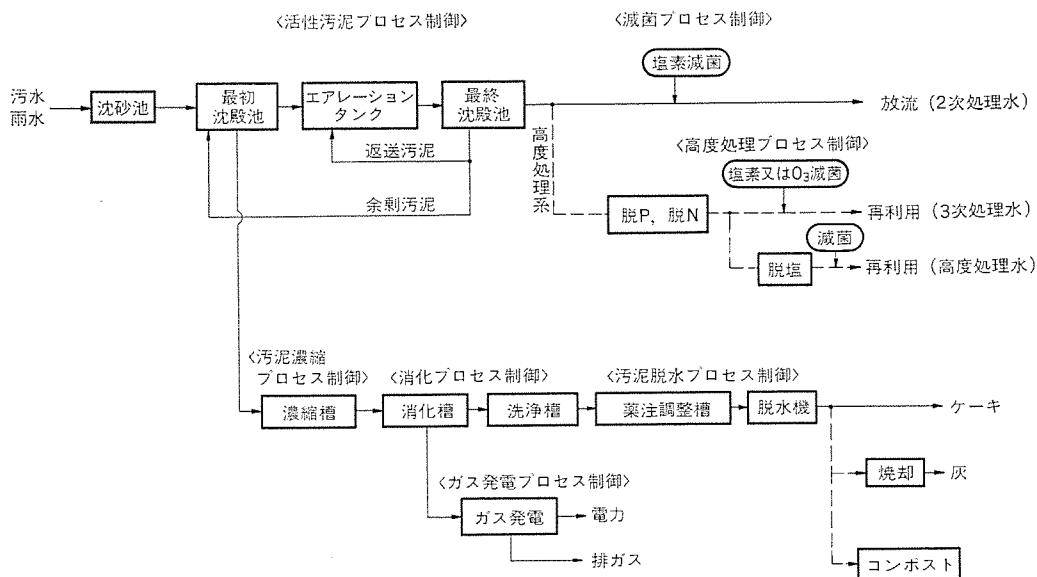 〈活性汚泥プロセス制御〉
〈滅菌プロセス制御〉
塩素滅菌
汚水
雨水
沈砂池
最初
沈殿池
エアレーション
タンク
最終
沈殿池
放流（2次処理水）
返送汚泥
余剰汚泥
高度処理系
〈高度処理プロセス制御〉
塩素又はO₃滅菌
脱P，脱N
再利用（3次処理水）
滅菌
脱塩
再利用（高度処理水）
〈汚泥濃縮
プロセス制御〉
〈消化プロセス制御〉
〈汚泥脱水プロセス制御〉
濃縮槽
消化槽
洗浄槽
薬注調整槽
脱水機
ケーキ
焼却
灰
〈ガス発電プロセス制御〉
ガス発電
電力
排ガス
コンポスト